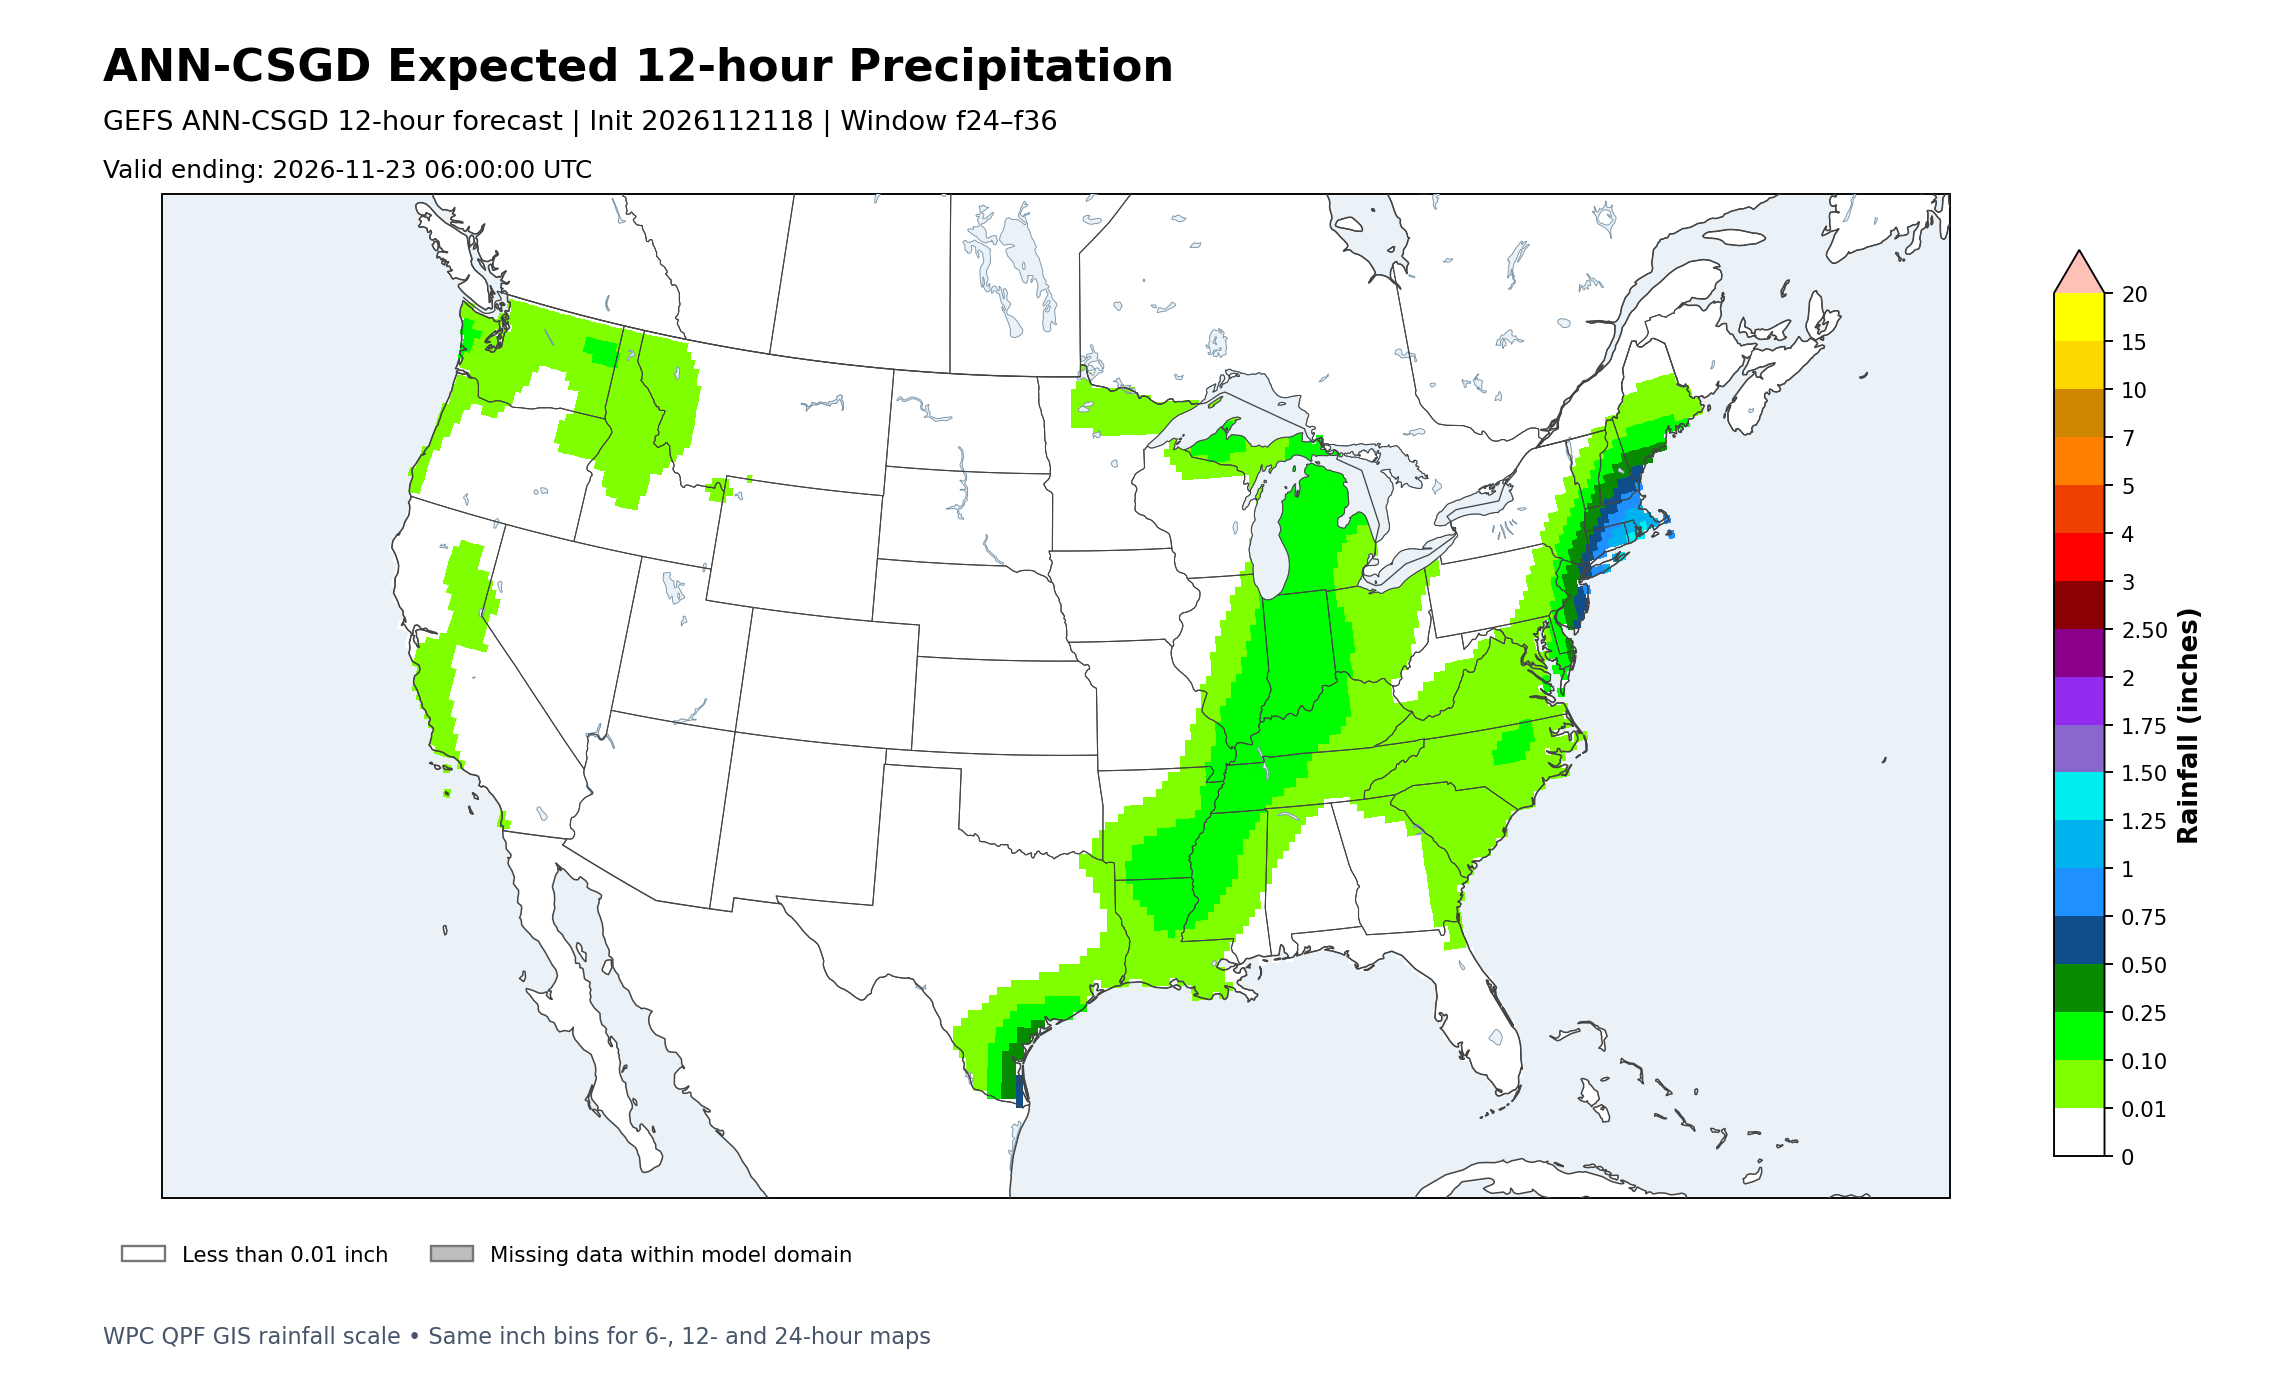 ANN-CSGD Expected 12-hour Precipitation
GEFS ANN-CSGD 12-hour forecast | Init 2026112118 | Window f24–f36
Valid ending: 2026-11-23 06:00:00 UTC
20
15
10
7
5
4
3
2.50
2
1.75
1.50
1.25
1
0.75
0.50
0.25
0.10
0.01
0
Rainfall (inches)
Less than 0.01 inch
Missing data within model domain
WPC QPF GIS rainfall scale • Same inch bins for 6-, 12- and 24-hour maps